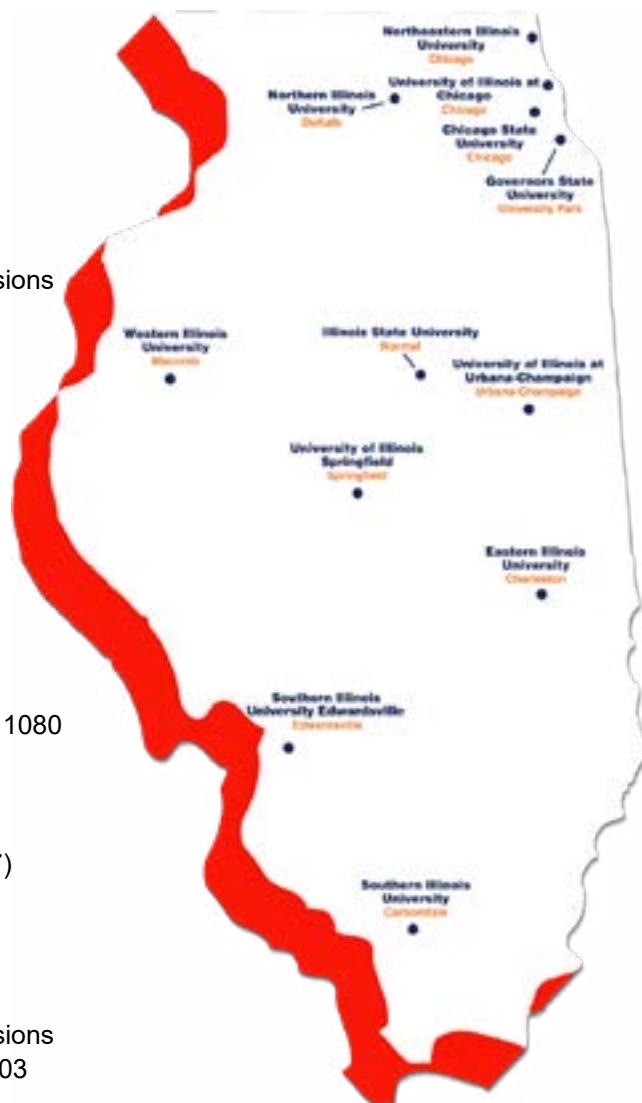 Northeastern Illinois
University
Chicago
University of Illinois at
Chicago
Chicago
Northern Illinois
University
DeKalb
Chicago State
University
Chicago
Governors State
University
University Park
sions
Western Illinois
University
Macomb
Illinois State University
Normal
University of Illinois at
Urbana-Champaign
Urbana-Champaign
University of Illinois
Springfield
Springfield
Eastern Illinois
University
Charleston
Southern Illinois
University Edwardsville
Edwardsville
1080
)
Southern Illinois
University
Carbondale
sions
03